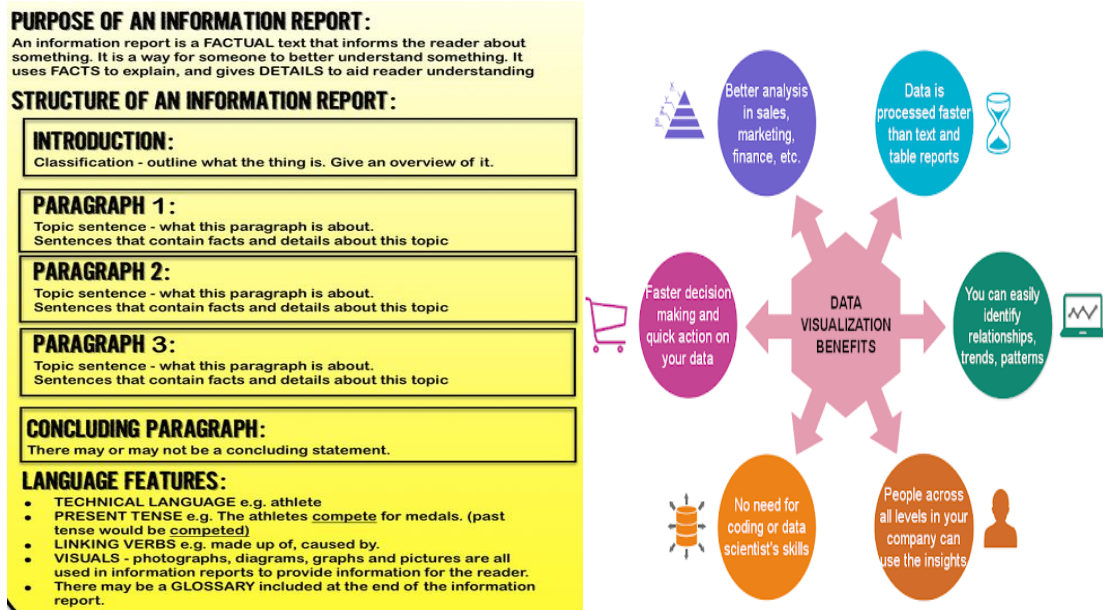 PURPOSE OF AN INFORMATION REPORT:
An information report is a FACTUAL text that informs the reader about
something. It is a way for someone to better understand something. It
uses FACTS to explain, and gives DETAILS to aid reader understanding
STRUCTURE OF AN INFORMATION REPORT:
INTRODUCTION:
Classification - outline what the thing is. Give an overview of it.
PARAGRAPH 1:
Topic sentence - what this paragraph is about.
Sentences that contain facts and details about this topic
PARAGRAPH 2:
Topic sentence - what this paragraph is about.
Sentences that contain facts and details about this topic
PARAGRAPH 3:
Topic sentence - what this paragraph is about.
Sentences that contain facts and details about this topic
CONCLUDING PARAGRAPH:
There may or may not be a concluding statement.
LANGUAGE FEATURES:
• TECHNICAL LANGUAGE e.g. athlete
• PRESENT TENSE e.g. The athletes compete for medals. (past
tense would be competed)
• LINKING VERBS e.g. made up of, caused by.
• VISUALS - photographs, diagrams, graphs and pictures are all
used in information reports to provide information for the reader.
• There may be a GLOSSARY included at the end of the information
report.
Better analysis
in sales,
marketing,
finance, etc.
Data is
processed faster
than text and
table reports
Faster decision
making and
quick action on
your data
DATA
VISUALIZATION
BENEFITS
You can easily
identify
relationships,
trends, patterns
No need for
coding or data
scientist's skills
People across
all levels in your
company can
use the insights